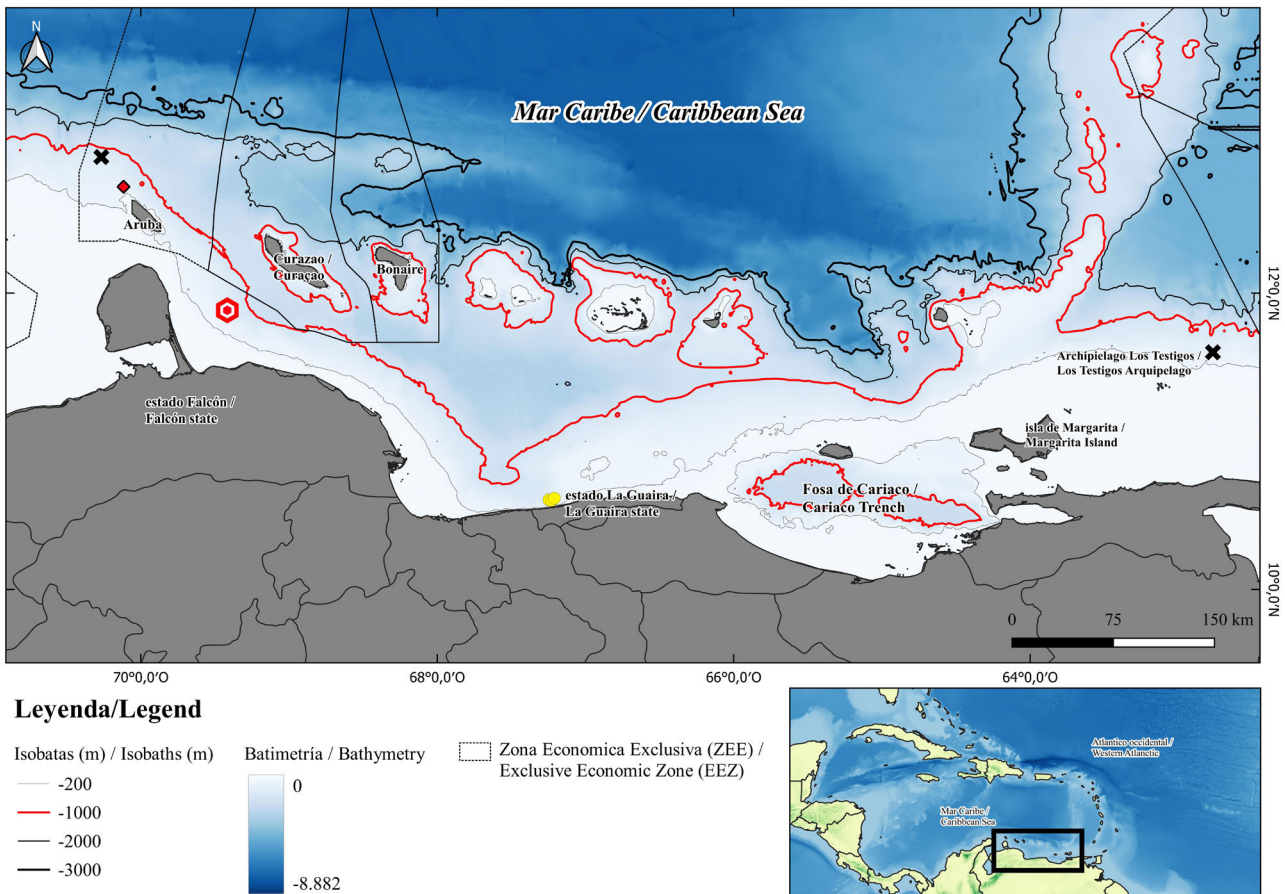 N
Mar Caribe / Caribbean Sea
Aruba
Curazao /
Curaçao
Bonaire
12°0,0'N
Archipielago Los Testigos /
Los Testigos Arquipelago
estado Falcón /
Falcón state
isla de Margarita /
Margarita Island
Fosa de Cariaco /
Cariaco Trench
estado La Guaira /
La Guaira state
10°0,0'N
0 75 150 km
70°0,0'O 68°0,0'O 66°0,0'O 64°0,0'O
Leyenda/Legend
Isobatas (m) / Isobaths (m)
-200
-1000
-2000
-3000
Batimetría / Bathymetry
0
-8.882
Zona Economica Exclusiva (ZEE) /
Exclusive Economic Zone (EEZ)
Atlantico occidental /
Western Atlanctic
Mar Caribe /
Caribbean Sea